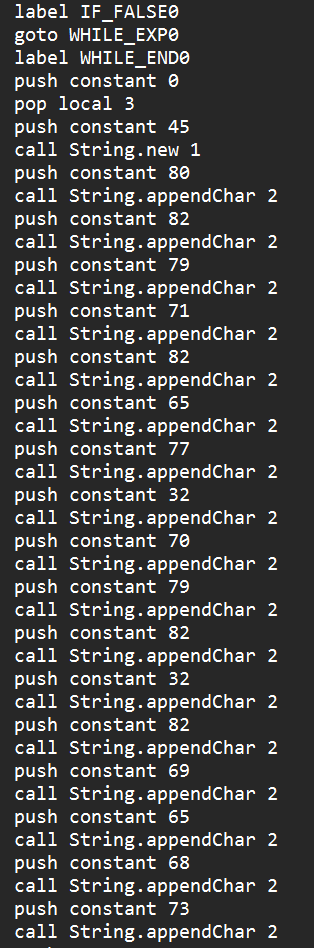 label IF_FALSE0
goto WHILE_EXP0
label WHILE_END0
push constant 0
pop local 3
push constant 45
call String.new 1
push constant 80
call String.appendChar 2
push constant 82
call String.appendChar 2
push constant 79
call String.appendChar 2
push constant 71
call String.appendChar 2
push constant 82
call String.appendChar 2
push constant 65
call String.appendChar 2
push constant 77
call String.appendChar 2
push constant 32
call String.appendChar 2
push constant 70
call String.appendChar 2
push constant 79
call String.appendChar 2
push constant 82
call String.appendChar 2
push constant 32
call String.appendChar 2
push constant 82
call String.appendChar 2
push constant 69
call String.appendChar 2
push constant 65
call String.appendChar 2
push constant 68
call String.appendChar 2
push constant 73
call String.appendChar 2